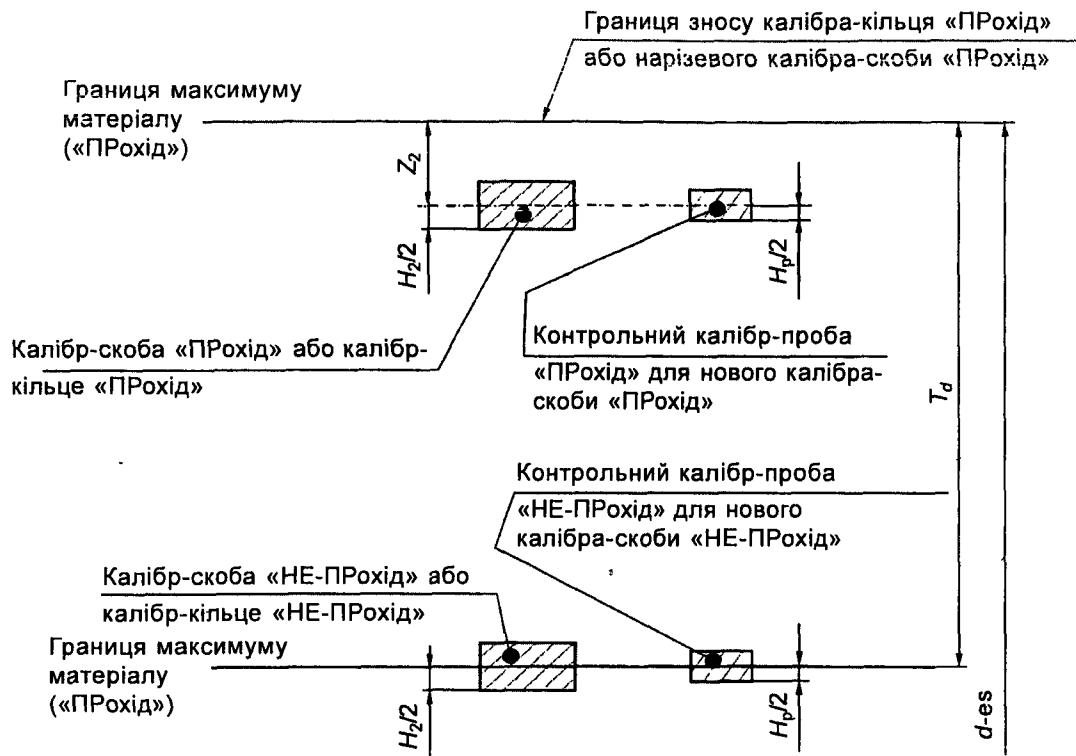 Границя зносу калібра-кільця «ПРохід»
або нарізевого калібра-скоби «ПРохід»
Границя максимуму
матеріалу
(«ПРохід»)
Z₂
H₂/2
Hₚ/2
Калібр-скоба «ПРохід» або калібр-
кільце «ПРохід»
Контрольний калібр-проба
«ПРохід» для нового калібра-
скоби «ПРохід»
T_d
Контрольний калібр-проба
«НЕ-ПРохід» для нового
калібра-скоби «НЕ-ПРохід»
Калібр-скоба «НЕ-ПРохід» або
калібр-кільце «НЕ-ПРохід»
Границя максимуму
матеріалу
(«ПРохід»)
H₂/2
Hₚ/2
d-es